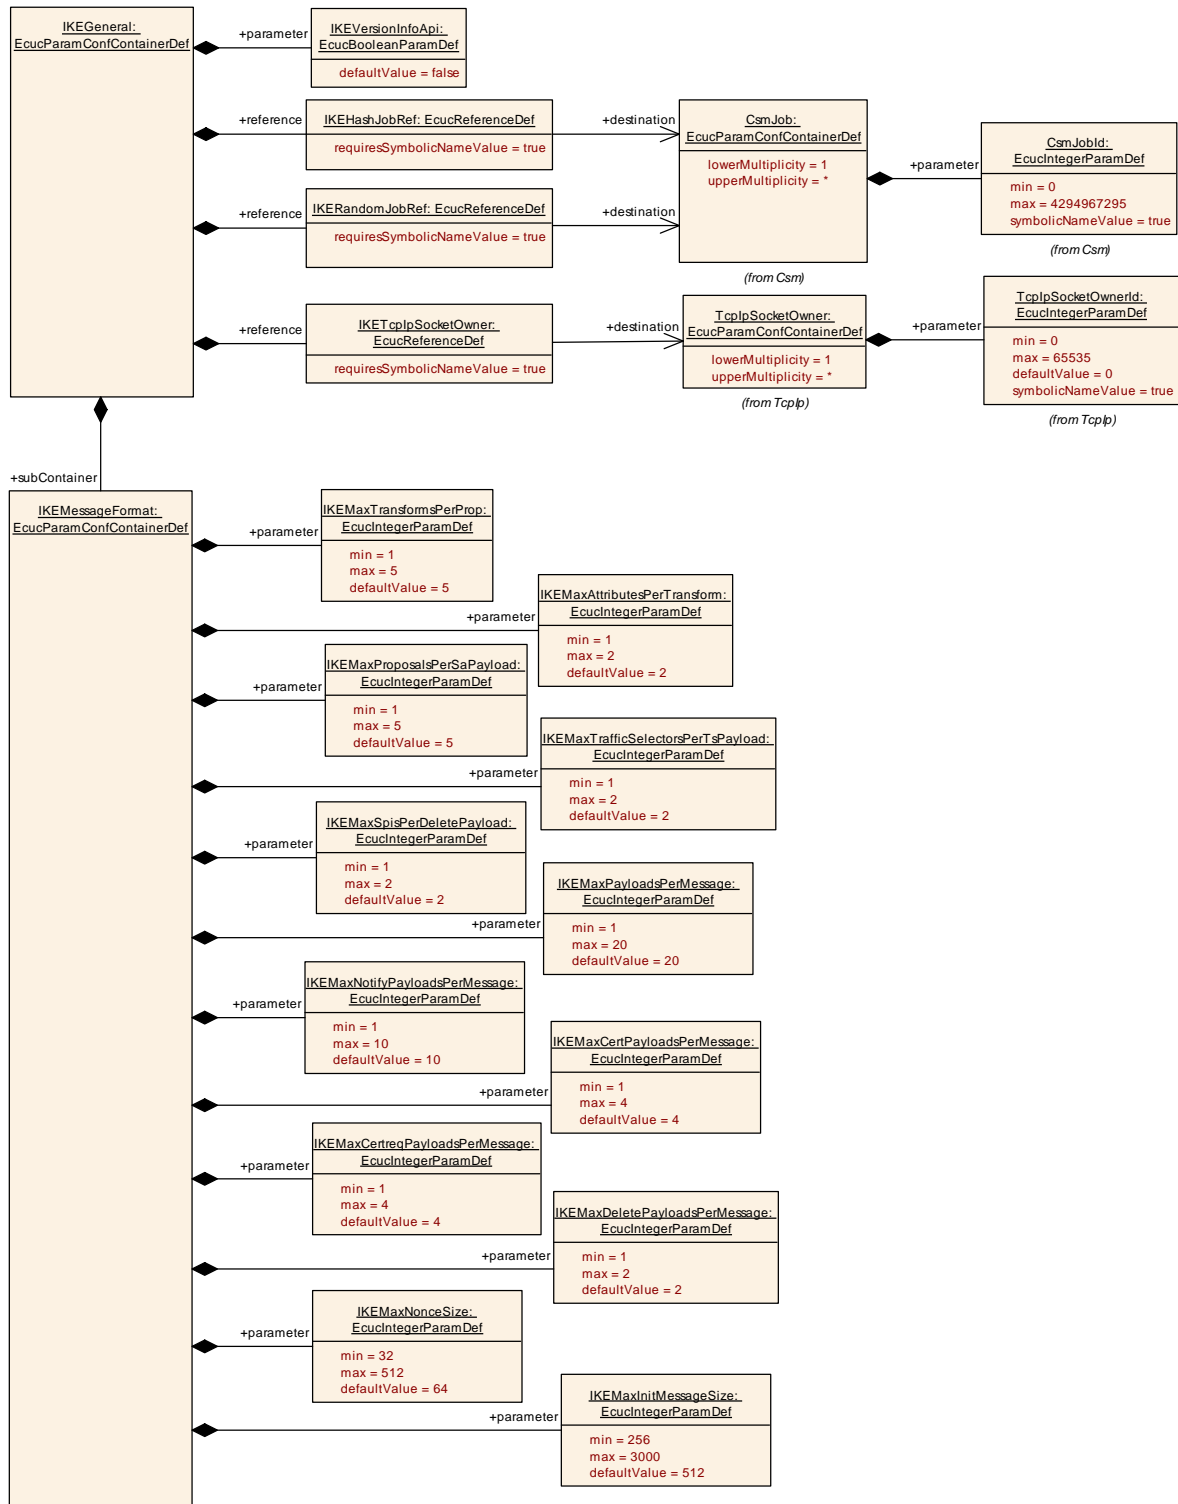 IKEGeneral:
EcucParamConfContainerDef
+parameter
IKEVersionInfoApi:
EcucBooleanParamDef
defaultValue = false
+reference
IKEHashJobRef: EcucReferenceDef
requiresSymbolicNameValue = true
+destination
CsmJob:
EcucParamConfContainerDef
lowerMultiplicity = 1
upperMultiplicity = *
(from Csm)
+parameter
CsmJobId:
EcucIntegerParamDef
min = 0
max = 4294967295
symbolicNameValue = true
(from Csm)
+reference
IKERandomJobRef: EcucReferenceDef
requiresSymbolicNameValue = true
+destination
+reference
IKETcpIpSocketOwner:
EcucReferenceDef
requiresSymbolicNameValue = true
+destination
TcpIpSocketOwner:
EcucParamConfContainerDef
lowerMultiplicity = 1
upperMultiplicity = *
(from TcpIp)
+parameter
TcpIpSocketOwnerId:
EcucIntegerParamDef
min = 0
max = 65535
defaultValue = 0
symbolicNameValue = true
(from TcpIp)
+subContainer
IKEMessageFormat:
EcucParamConfContainerDef
+parameter
IKEMaxTransformsPerProp:
EcucIntegerParamDef
min = 1
max = 5
defaultValue = 5
+parameter
IKEMaxAttributesPerTransform:
EcucIntegerParamDef
min = 1
max = 2
defaultValue = 2
+parameter
IKEMaxProposalsPerSaPayload:
EcucIntegerParamDef
min = 1
max = 5
defaultValue = 5
+parameter
IKEMaxTrafficSelectorsPerTsPayload:
EcucIntegerParamDef
min = 1
max = 2
defaultValue = 2
+parameter
IKEMaxSpisPerDeletePayload:
EcucIntegerParamDef
min = 1
max = 2
defaultValue = 2
+parameter
IKEMaxPayloadsPerMessage:
EcucIntegerParamDef
min = 1
max = 20
defaultValue = 20
+parameter
IKEMaxNotifyPayloadsPerMessage:
EcucIntegerParamDef
min = 1
max = 10
defaultValue = 10
+parameter
IKEMaxCertPayloadsPerMessage:
EcucIntegerParamDef
min = 1
max = 4
defaultValue = 4
+parameter
IKEMaxCertreqPayloadsPerMessage:
EcucIntegerParamDef
min = 1
max = 4
defaultValue = 4
+parameter
IKEMaxDeletePayloadsPerMessage:
EcucIntegerParamDef
min = 1
max = 2
defaultValue = 2
+parameter
IKEMaxNonceSize:
EcucIntegerParamDef
min = 32
max = 512
defaultValue = 64
+parameter
IKEMaxInitMessageSize:
EcucIntegerParamDef
min = 256
max = 3000
defaultValue = 512